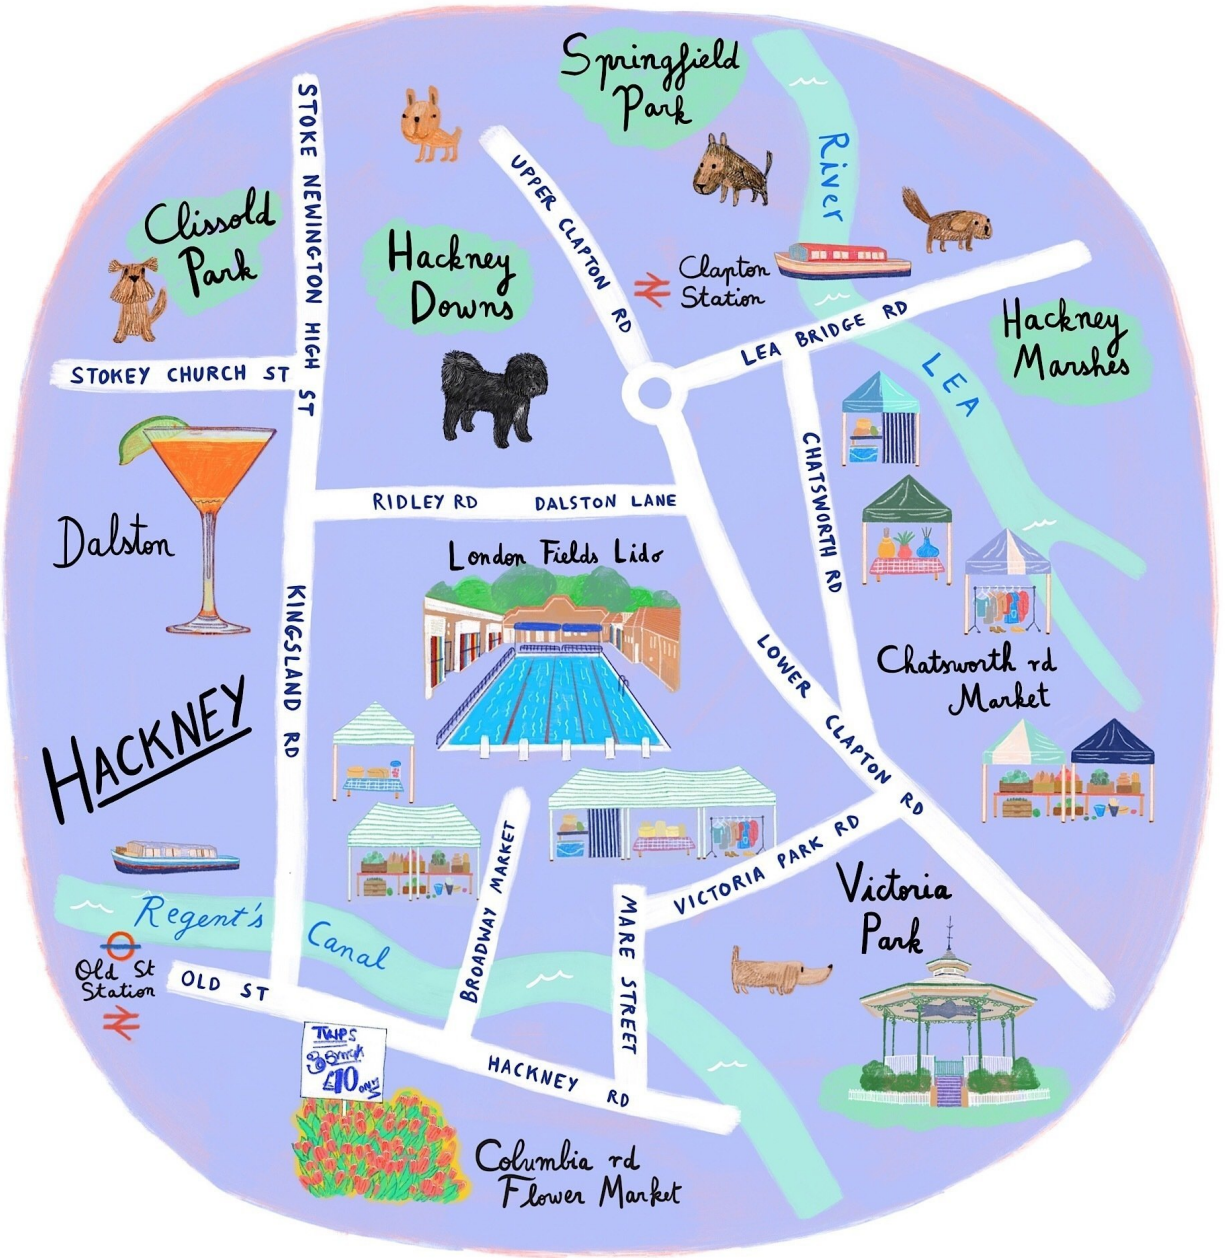 Springfield
Park
STOKE NEWINGTON HIGH ST
UPPER CLAPTON RD
River
LEA
Clissold
Park
Hackney
Downs
Clapton
Station
LEA BRIDGE RD
Hackney
Marshes
STOKEY CHURCH ST
CHATSWORTH RD
RIDLEY RD
DALSTON LANE
Dalston
London Fields Lido
KINGSLAND RD
LOWER CLAPTON RD
Chatsworth rd
Market
HACKNEY
BROADWAY MARKET
VICTORIA PARK RD
MARE STREET
Victoria
Park
Regent's
Canal
Old St
Station
OLD ST
TULIPS
3
£10
ONLY
HACKNEY RD
Columbia rd
Flower Market